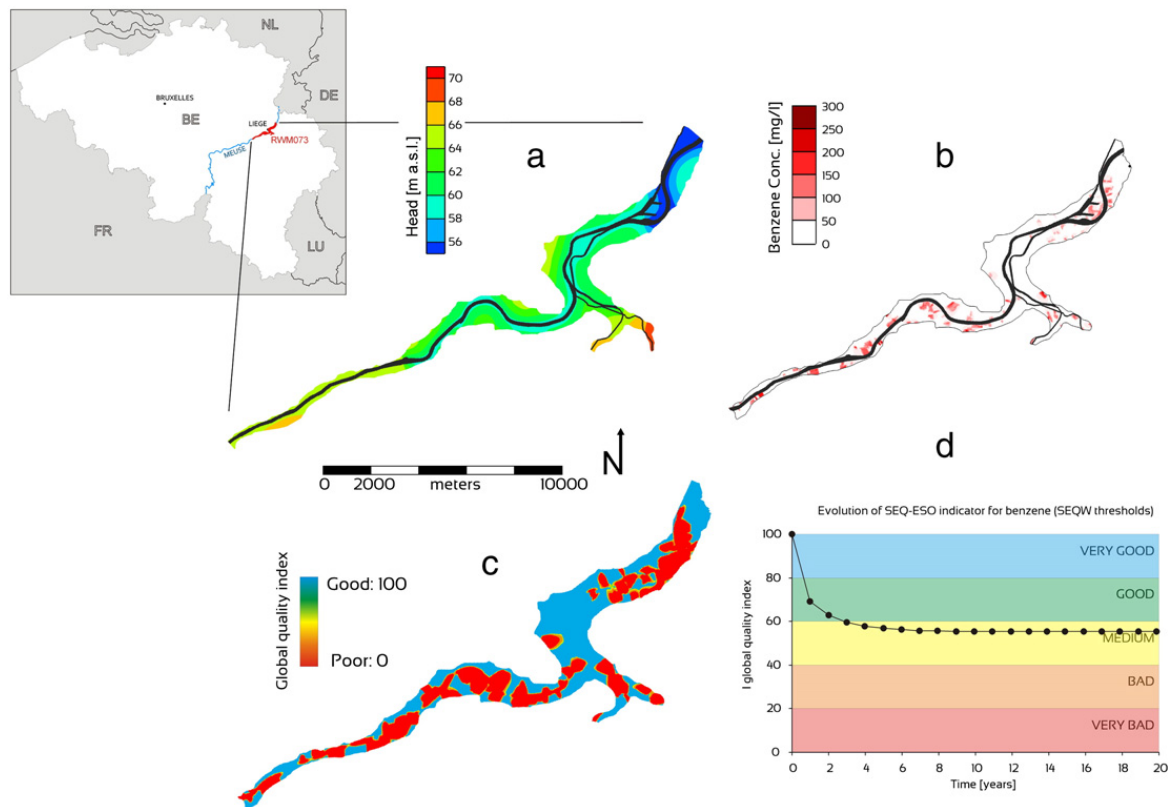 NL
BRUXELLES
DE
BE
LIEGE
RWM073
MEUSE
FR
LU
a
Head [m a.s.l.]
70
68
66
64
62
60
58
56
b
Benzene Conc. [mg/l]
300
250
200
150
100
50
0
N
0 2000 meters 10000
c
Global quality index
Good: 100
Poor: 0
d
Evolution of SEQ-ESO indicator for benzene (SEQW thresholds)
I global quality index
100
80
60
40
20
0
VERY GOOD
GOOD
MEDIUM
BAD
VERY BAD
0 2 4 6 8 10 12 14 16 18 20
Time [years]